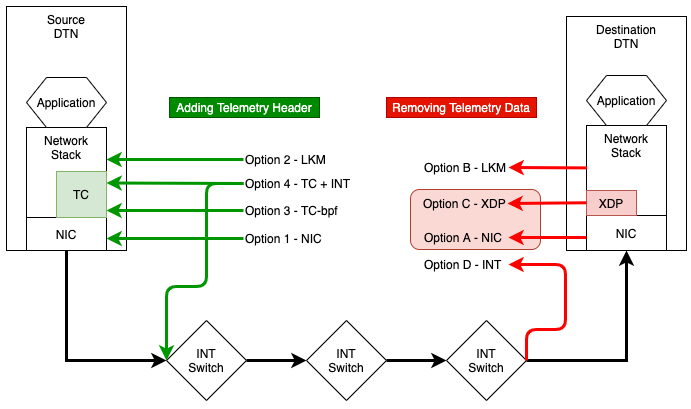 Source
DTN
Destination
DTN
Application
Adding Telemetry Header
Removing Telemetry Data
Application
Network
Stack
Network
Stack
Option 2 - LKM
Option B - LKM
Option 4 - TC + INT
TC
Option C - XDP
XDP
Option 3 - TC-bpf
NIC
Option 1 - NIC
Option A - NIC
NIC
Option D - INT
INT
Switch
INT
Switch
INT
Switch